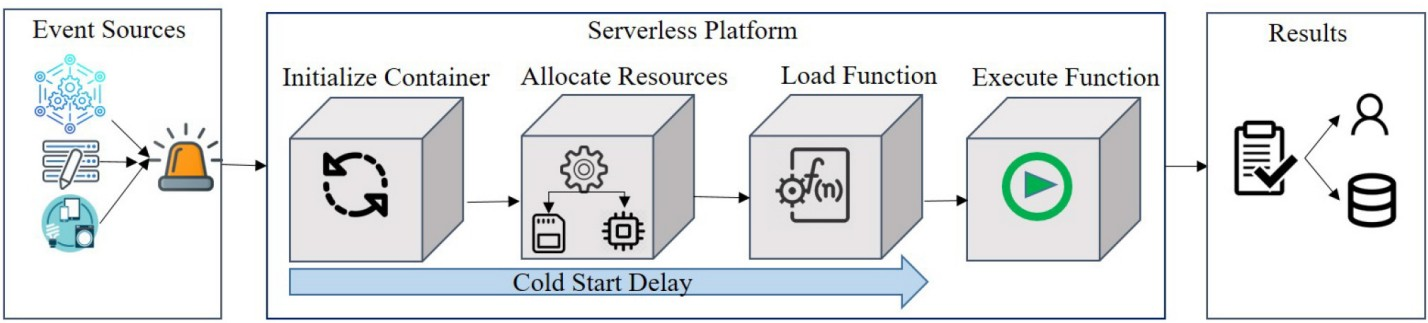 Event Sources
Serverless Platform
Results
Initialize Container
Allocate Resources
Load Function
Execute Function
f(n)
Cold Start Delay